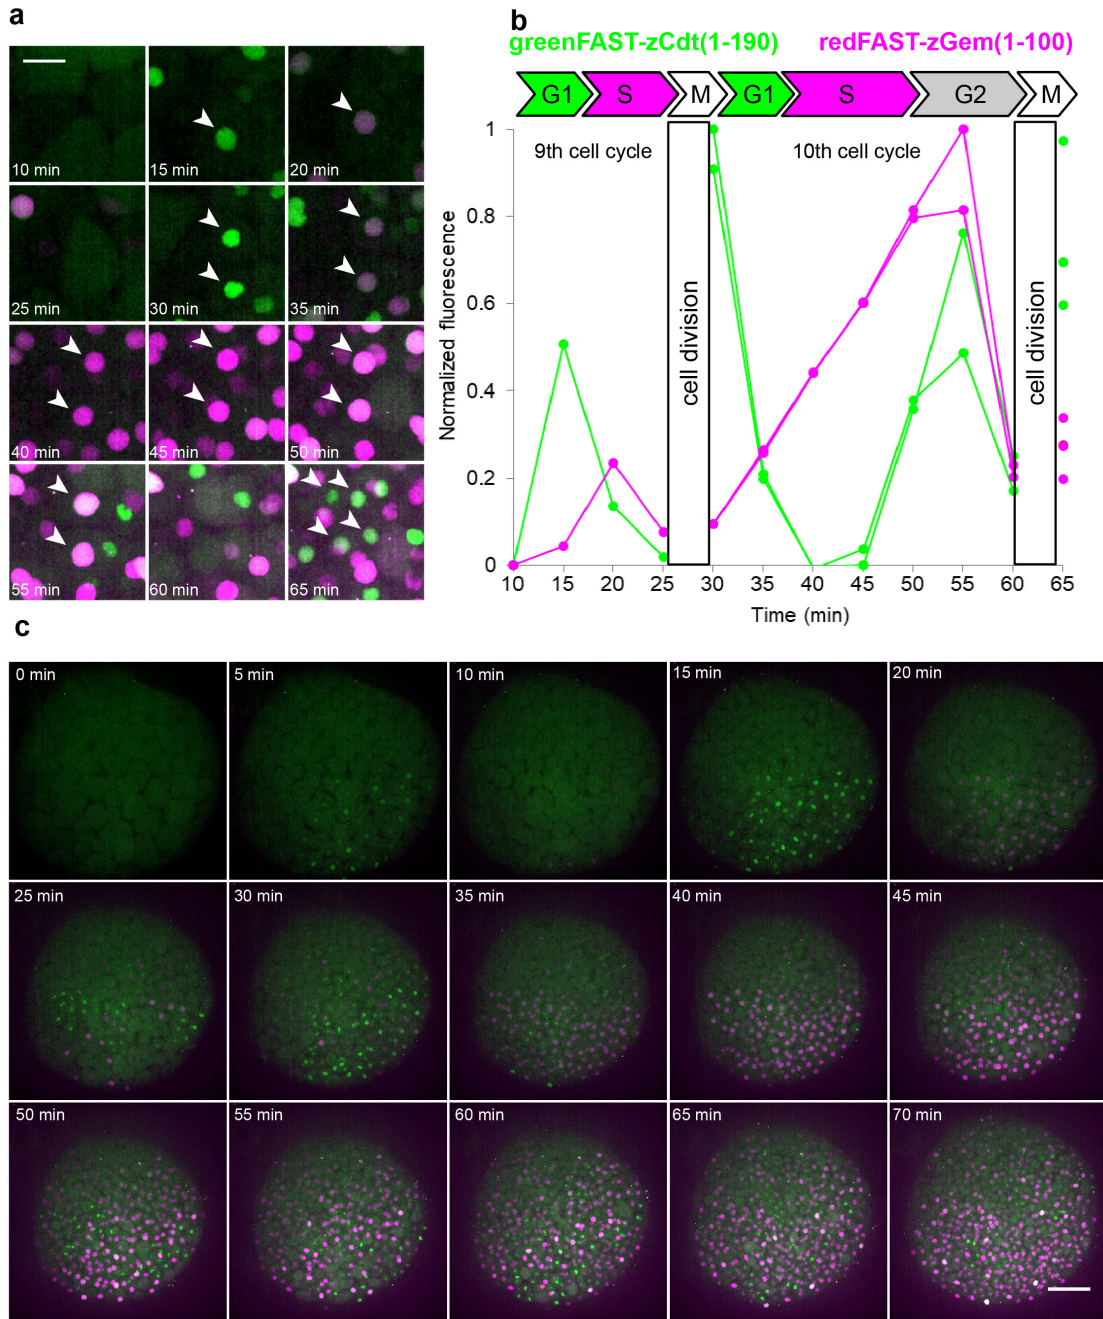 a
10 min
15 min
20 min
25 min
30 min
35 min
40 min
45 min
50 min
55 min
60 min
65 min
b
greenFAST-zCdt(1-190) redFAST-zGem(1-100)
G1 S M G1 S G2 M
9th cell cycle 10th cell cycle
cell division
cell division
Normalized fluorescence
1
0.8
0.6
0.4
0.2
0
10 15 20 25 30 35 40 45 50 55 60 65
Time (min)
c
0 min 5 min 10 min 15 min 20 min
25 min 30 min 35 min 40 min 45 min
50 min 55 min 60 min 65 min 70 min